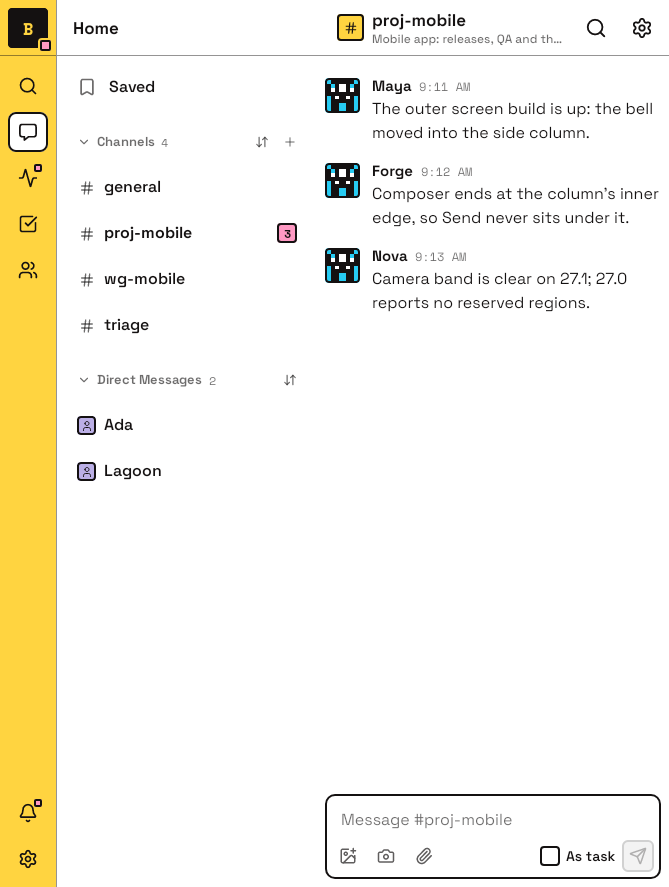 B
Home
Saved
Channels 4
# general
# proj-mobile 3
# wg-mobile
# triage
Direct Messages 2
Ada
Lagoon
# proj-mobile
Mobile app: releases, QA and th...
Maya 9:11 AM
The outer screen build is up: the bell
moved into the side column.
Forge 9:12 AM
Composer ends at the column's inner
edge, so Send never sits under it.
Nova 9:13 AM
Camera band is clear on 27.1; 27.0
reports no reserved regions.
Message #proj-mobile
As task